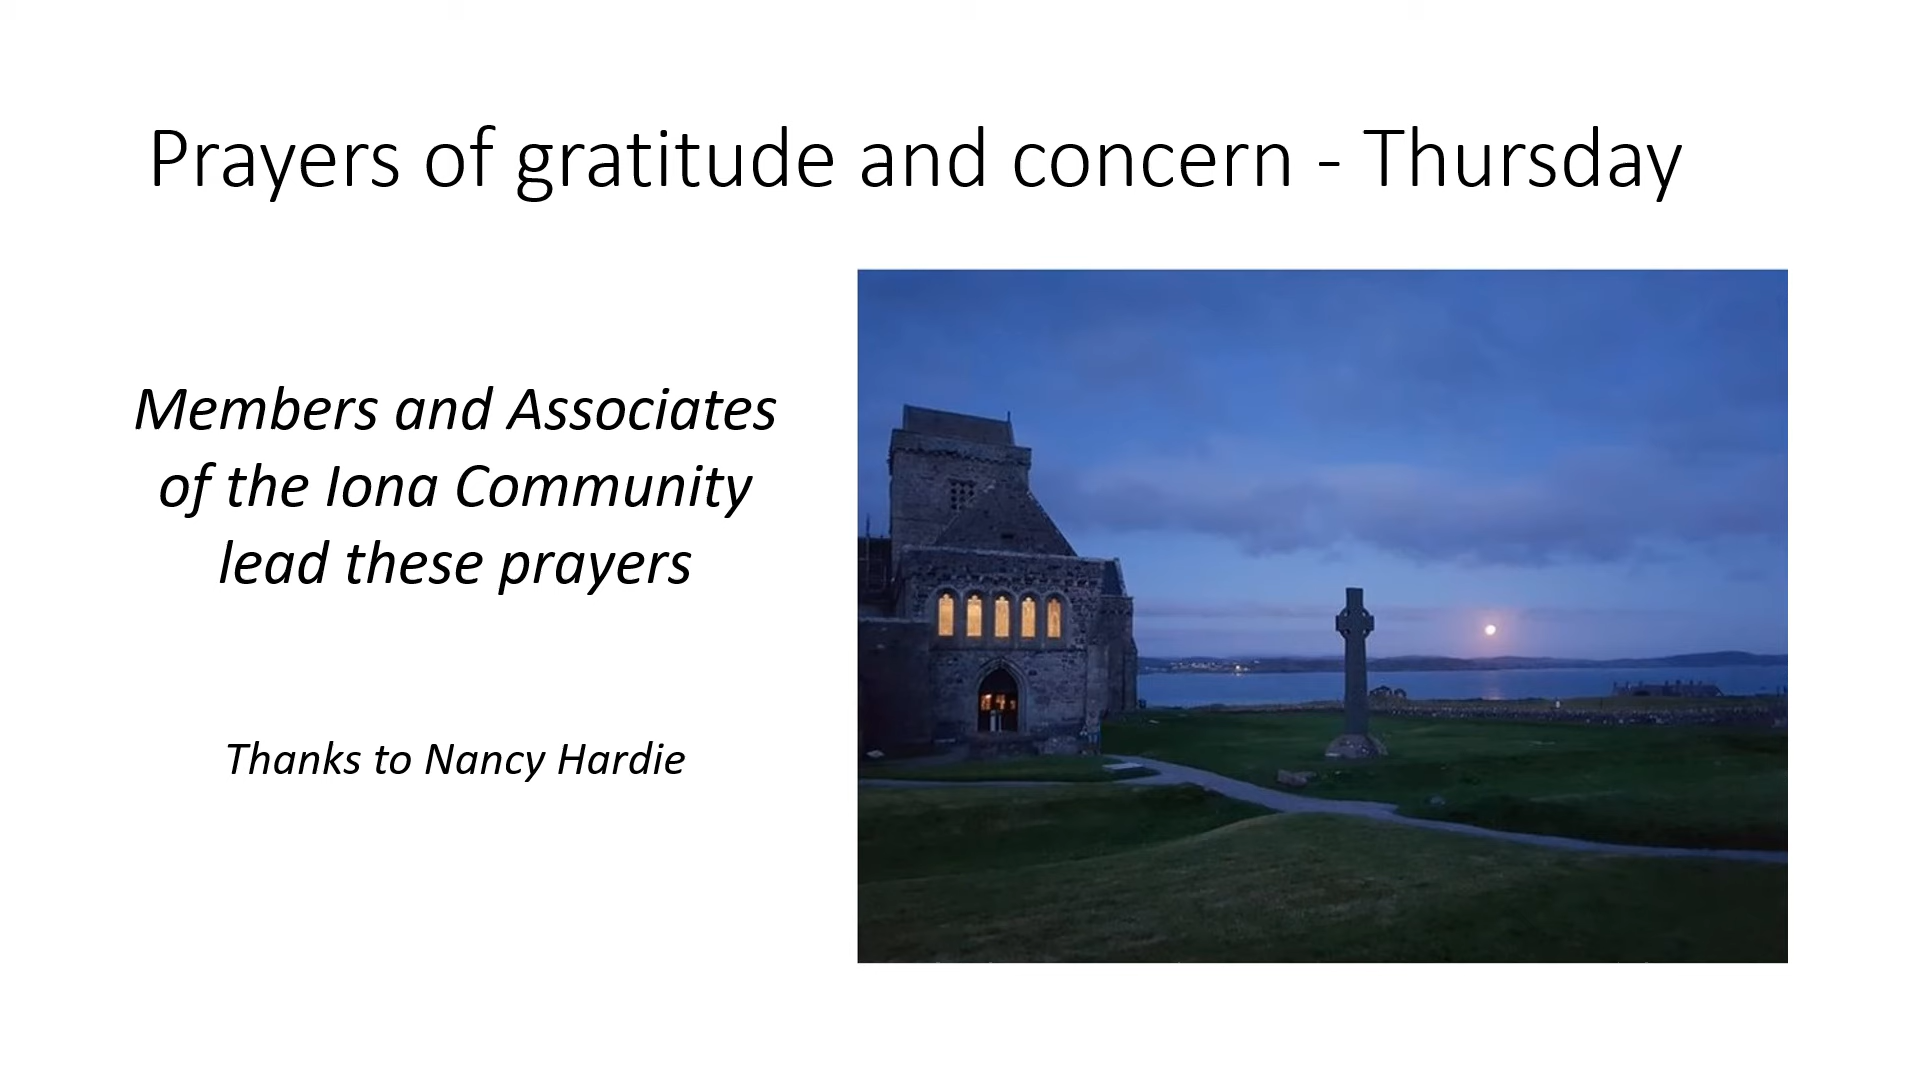 Prayers of gratitude and concern - Thursday
Members and Associates
of the Iona Community
lead these prayers
Thanks to Nancy Hardie